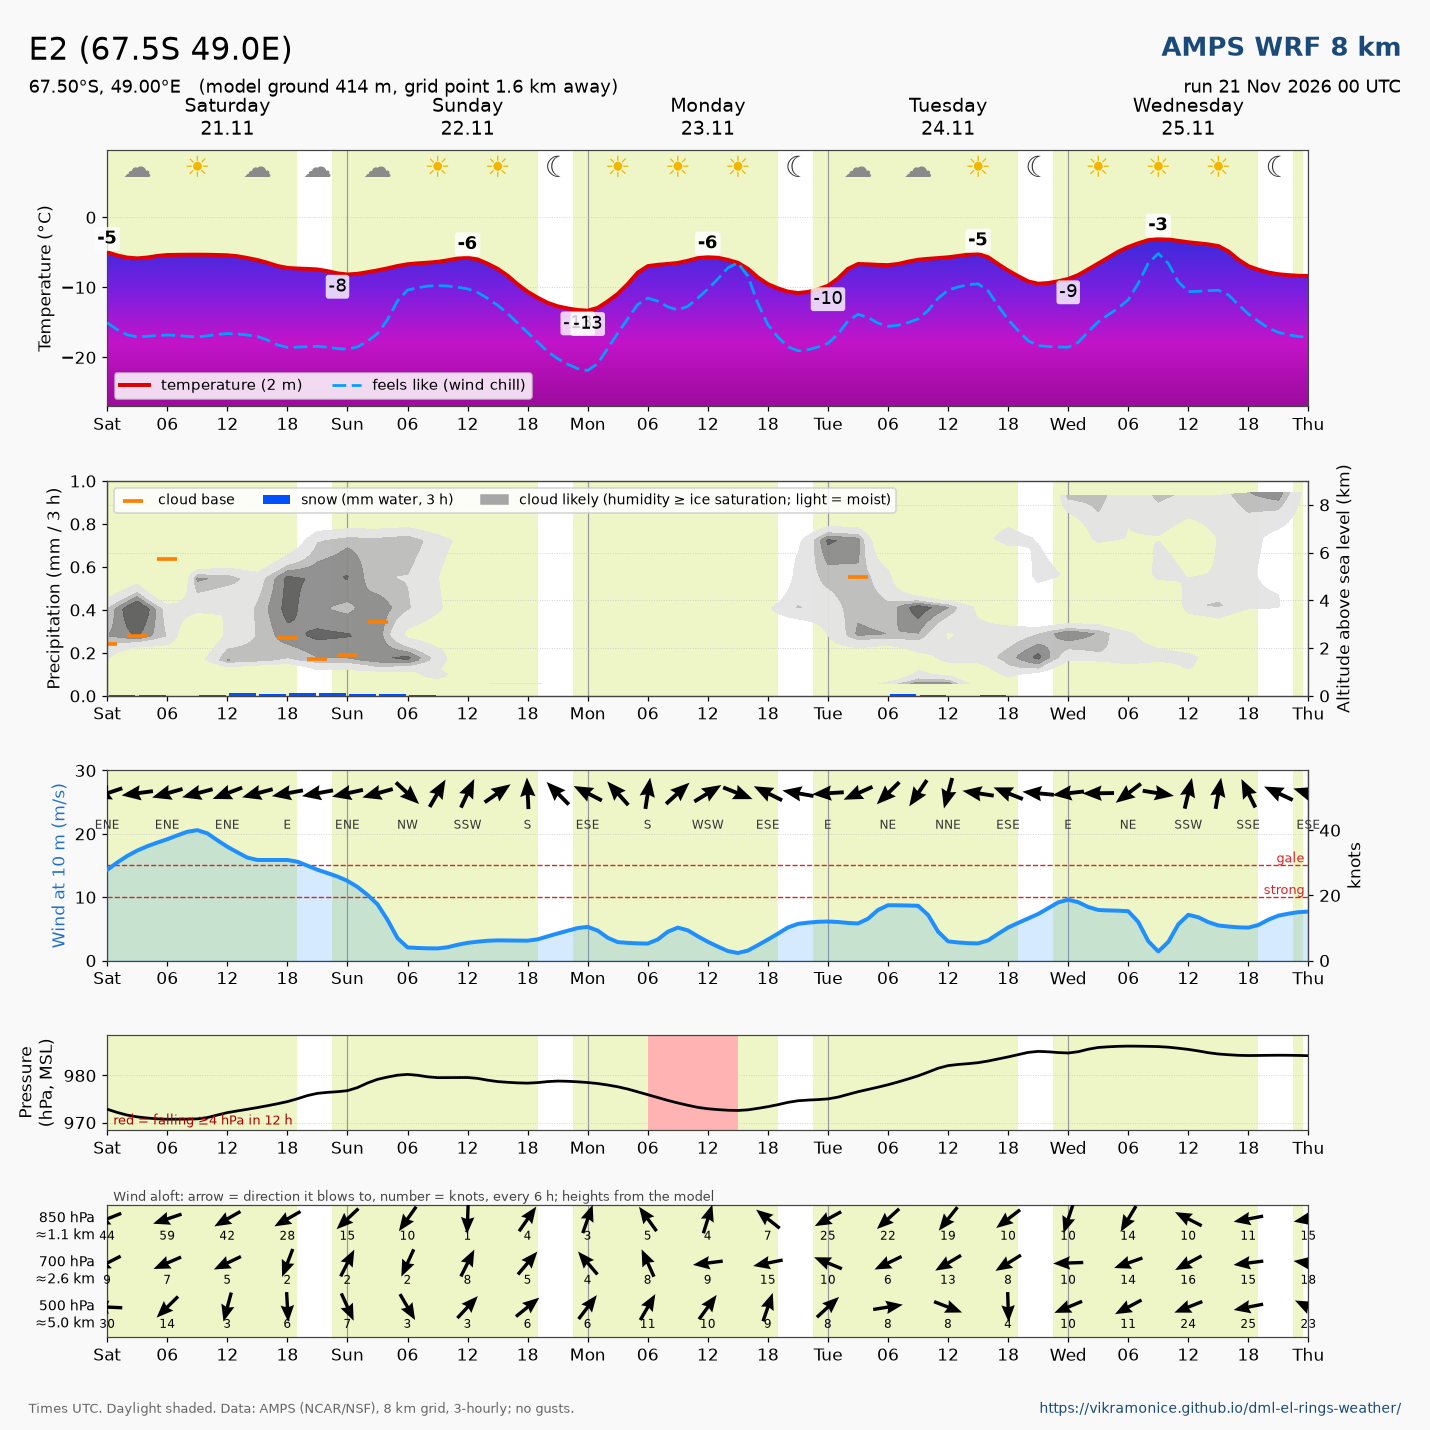 E2 (67.5S 49.0E)
AMPS WRF 8 km
67.50°S, 49.00°E (model ground 414 m, grid point 1.6 km away)
run 21 Nov 2026 00 UTC
Saturday Sunday Monday Tuesday Wednesday
21.11 22.11 23.11 24.11 25.11
Temperature (°C)
0
−10
−20
-5 -8 -6 -13 -6 -10 -5 -9 -3
temperature (2 m) feels like (wind chill)
Sat 06 12 18 Sun 06 12 18 Mon 06 12 18 Tue 06 12 18 Wed 06 12 18 Thu
Precipitation (mm / 3 h)
1.0
0.8
0.6
0.4
0.2
0.0
cloud base snow (mm water, 3 h) cloud likely (humidity ≥ ice saturation; light = moist)
8
6
4
2
0
Altitude above sea level (km)
Sat 06 12 18 Sun 06 12 18 Mon 06 12 18 Tue 06 12 18 Wed 06 12 18 Thu
Wind at 10 m (m/s)
30
20
10
0
ENE ENE ENE E ENE NW SSW S ESE S WSW ESE E NE NNE ESE E NE SSW SSE ESE
gale
strong
40
20
0
knots
Sat 06 12 18 Sun 06 12 18 Mon 06 12 18 Tue 06 12 18 Wed 06 12 18 Thu
Pressure
(hPa, MSL)
980
970
red = falling ≥4 hPa in 12 h
Sat 06 12 18 Sun 06 12 18 Mon 06 12 18 Tue 06 12 18 Wed 06 12 18 Thu
Wind aloft: arrow = direction it blows to, number = knots, every 6 h; heights from the model
850 hPa
≈1.1 km 44 59 42 28 15 10 1 4 3 5 4 7 25 22 19 10 10 14 10 11 15
700 hPa
≈2.6 km 9 7 5 2 2 2 8 5 4 8 9 15 10 6 13 8 10 14 16 15 18
500 hPa
≈5.0 km 30 14 3 6 7 3 3 6 6 11 10 9 8 8 8 4 10 11 24 25 23
Sat 06 12 18 Sun 06 12 18 Mon 06 12 18 Tue 06 12 18 Wed 06 12 18 Thu
Times UTC. Daylight shaded. Data: AMPS (NCAR/NSF), 8 km grid, 3-hourly; no gusts.
https://vikramonice.github.io/dml-el-rings-weather/